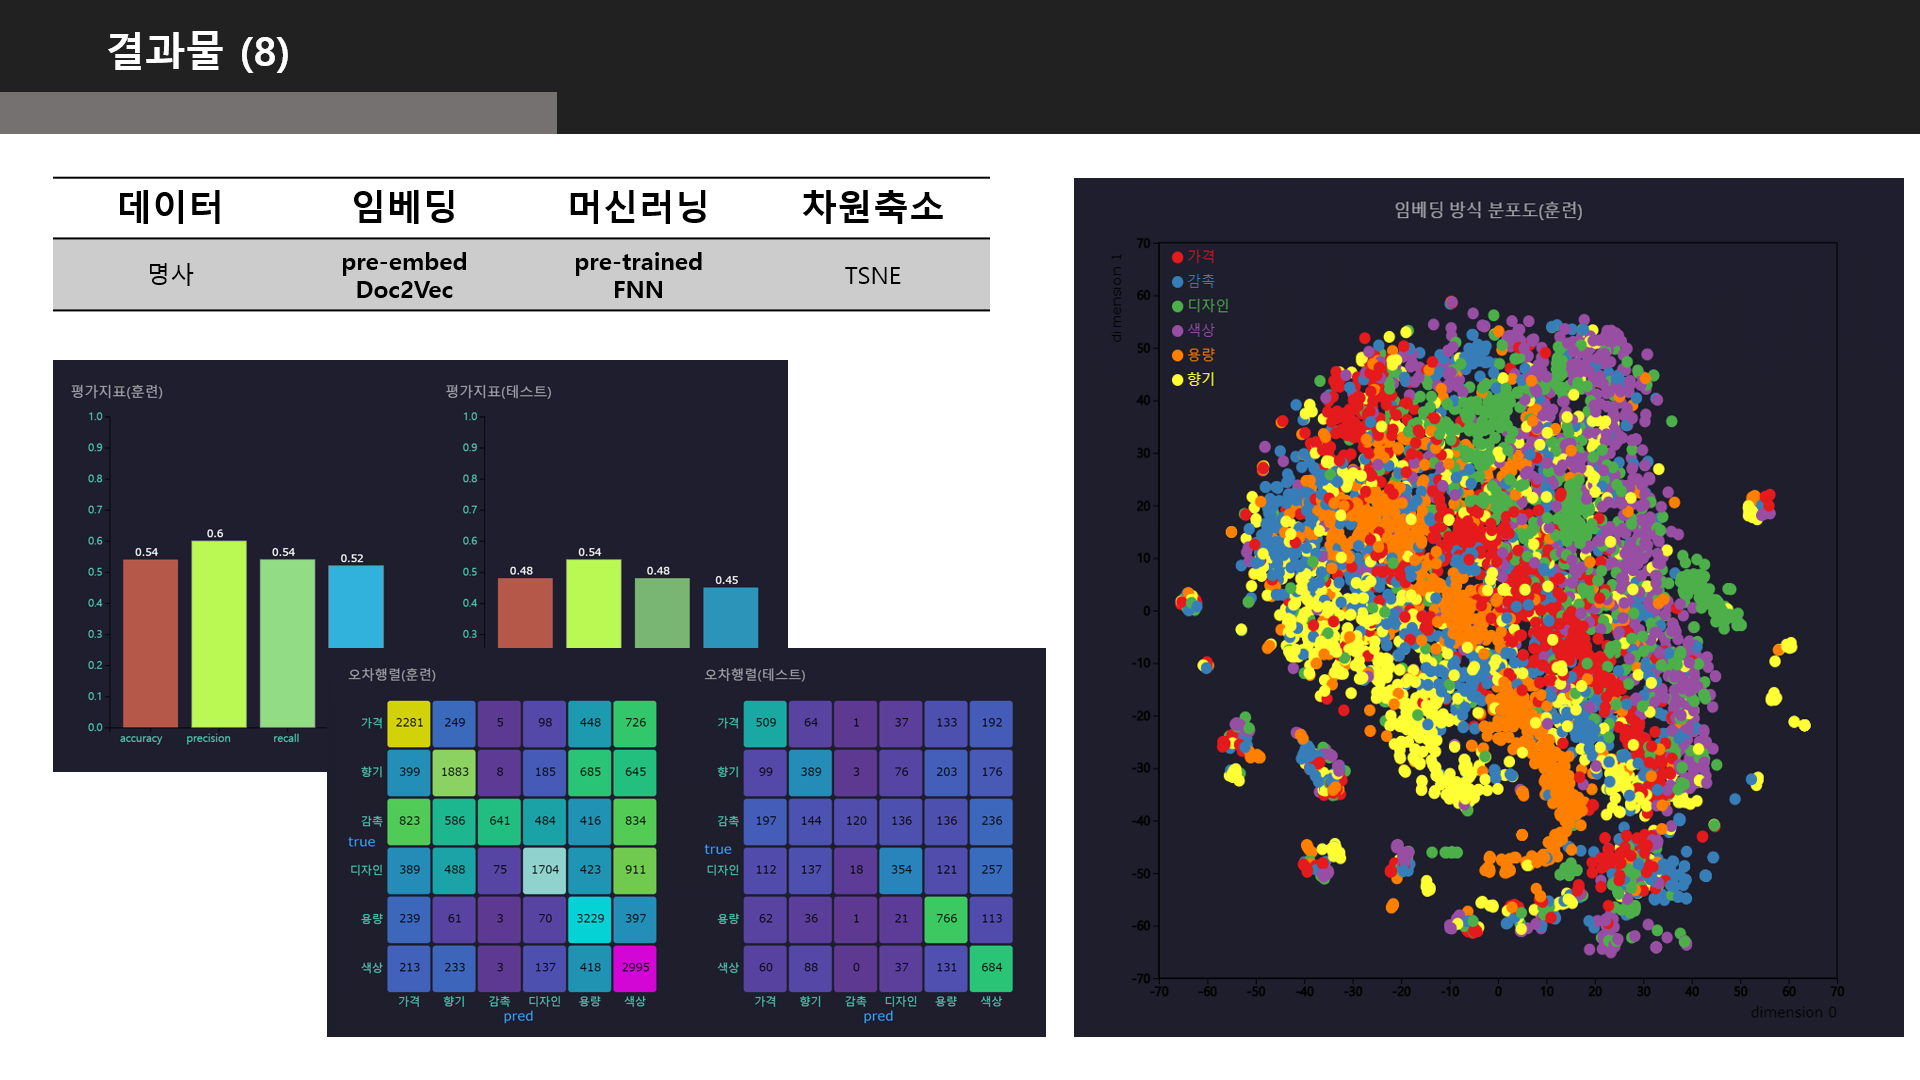 결과물 (8)
데이터 임베딩 머신러닝 차원축소
명사 pre-embed Doc2Vec pre-trained FNN TSNE
평가지표(훈련)
1.0
0.9
0.8
0.7
0.6
0.5
0.4
0.3
0.2
0.1
0.0
0.54 0.6 0.54 0.52
accuracy precision recall
평가지표(테스트)
1.0
0.9
0.8
0.7
0.6
0.5
0.4
0.3
0.48 0.54 0.48 0.45
오차행렬(훈련)
가격 2281 249 5 98 448 726
향기 399 1883 8 185 685 645
감촉 823 586 641 484 416 834
true
디자인 389 488 75 1704 423 911
용량 239 61 3 70 3229 397
색상 213 233 3 137 418 2995
가격 향기 감촉 디자인 용량 색상
pred
오차행렬(테스트)
가격 509 64 1 37 133 192
향기 99 389 3 76 203 176
감촉 197 144 120 136 136 236
true
디자인 112 137 18 354 121 257
용량 62 36 1 21 766 113
색상 60 88 0 37 131 684
가격 향기 감촉 디자인 용량 색상
pred
임베딩 방식 분포도(훈련)
dimension 1
가격
감촉
디자인
색상
용량
향기
70
60
50
40
30
20
10
0
-10
-20
-30
-40
-50
-60
-70
-70 -60 -50 -40 -30 -20 -10 0 10 20 30 40 50 60 70
dimension 0